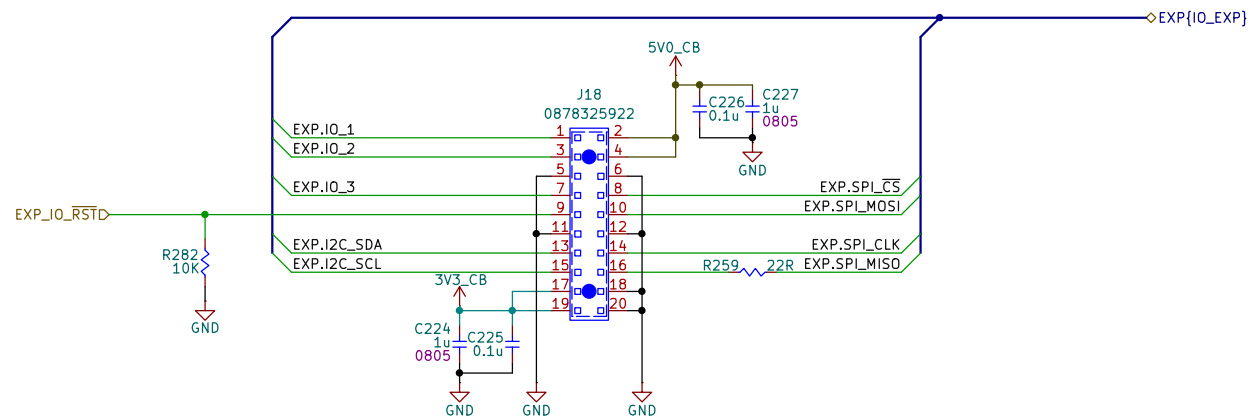 EXP{IO_EXP}
5V0_CB
J18
0878325922
C226
0.1u
C227
1u
0805
GND
EXP.IO_1
1
2
EXP.IO_2
3
4
5
6
EXP.IO_3
7
8
EXP.SPI_CS
EXP_IO_RST
9
10
EXP.SPI_MOSI
11
12
EXP.I2C_SDA
13
14
EXP.SPI_CLK
R282
10K
EXP.I2C_SCL
15
16
R259
22R
EXP.SPI_MISO
3V3_CB
17
18
19
20
GND
C224
1u
0805
C225
0.1u
GND
GND
GND